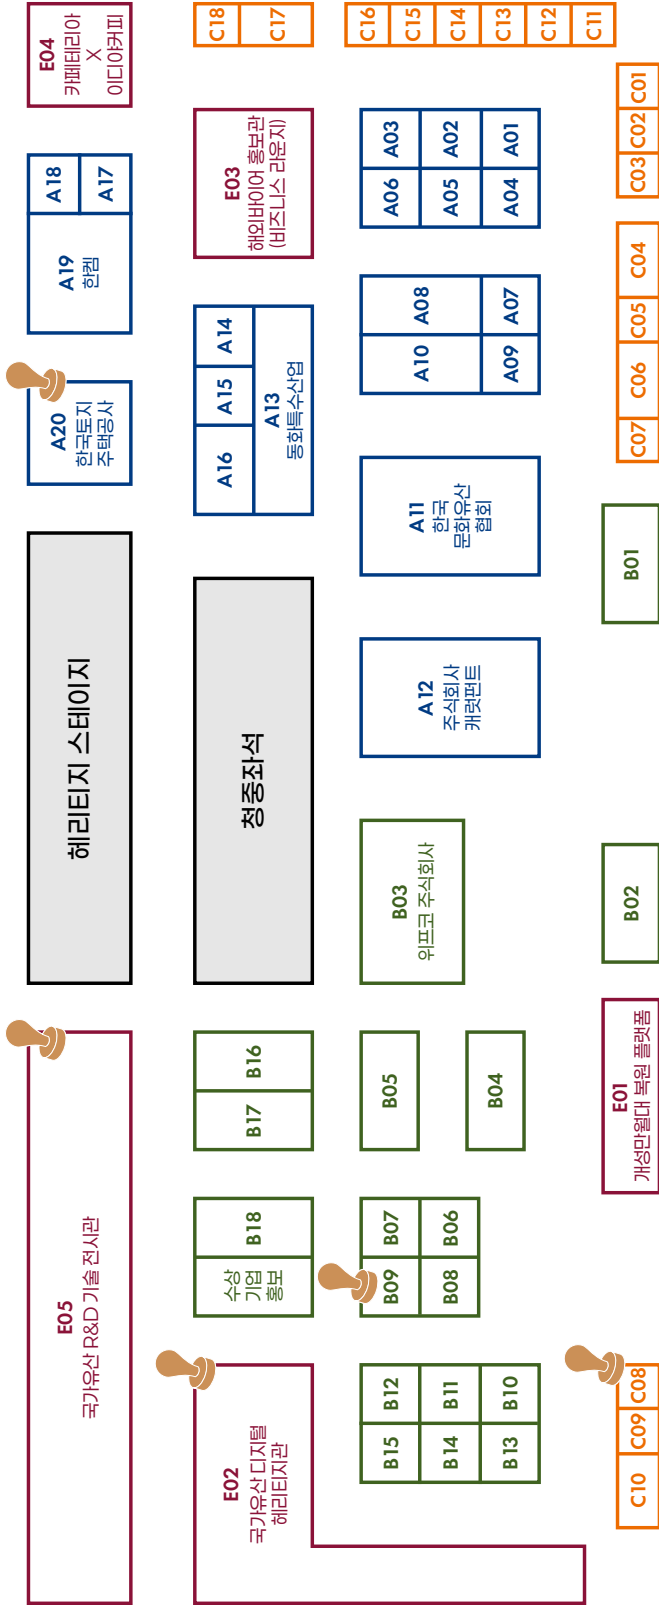 E04
카페테리아
X
이디야커피
C18
C17
C16
C15
C14
C13
C12
C11
C01
C02
C03
C04
C05
C06
C07
A18
A17
A19
한켐
E03
해외바이어 홍보관
(비즈니스 라운지)
A03
A02
A01
A06
A05
A04
A08
A07
A10
A09
A14
A15
A16
A13
동화특수산업
A20
한국토지
주택공사
A11
한국
문화유산
협회
B01
헤리티지 스테이지
청중좌석
A12
주식회사
캐럿펀트
B03
위프코 주식회사
B02
E05
국가유산 R&D 기술 전시관
B16
B17
B05
B04
E01
개성만월대 복원 플랫폼
B18
수상
기업
홍보
B07
B06
B09
B08
E02
국가유산 디지털
헤리티지관
B12
B11
B10
B15
B14
B13
C08
C09
C10